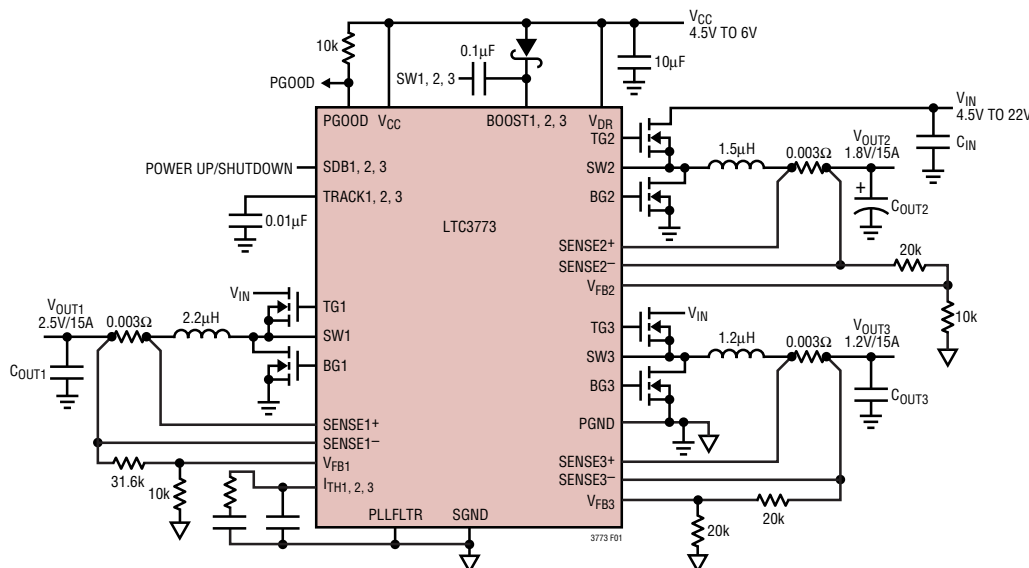 VCC
4.5V TO 6V
10k
0.1µF
10µF
SW1, 2, 3
PGOOD
VIN
4.5V TO 22V
PGOOD
VCC
BOOST1, 2, 3
VDR
TG2
VOUT2
1.8V/15A
CIN
1.5µH
0.003Ω
POWER UP/SHUTDOWN
SDB1, 2, 3
SW2
TRACK1, 2, 3
BG2
+
COUT2
0.01µF
LTC3773
SENSE2+
20k
SENSE2–
VFB2
VIN
TG1
VIN
10k
VOUT1
2.5V/15A
0.003Ω
2.2µH
TG3
VOUT3
1.2V/15A
SW1
SW3
1.2µH
0.003Ω
COUT1
BG1
BG3
COUT3
SENSE1+
PGND
SENSE1–
SENSE3+
VFB1
SENSE3–
31.6k
10k
ITH1, 2, 3
VFB3
20k
PLLFLTR
SGND
20k
3773 F01